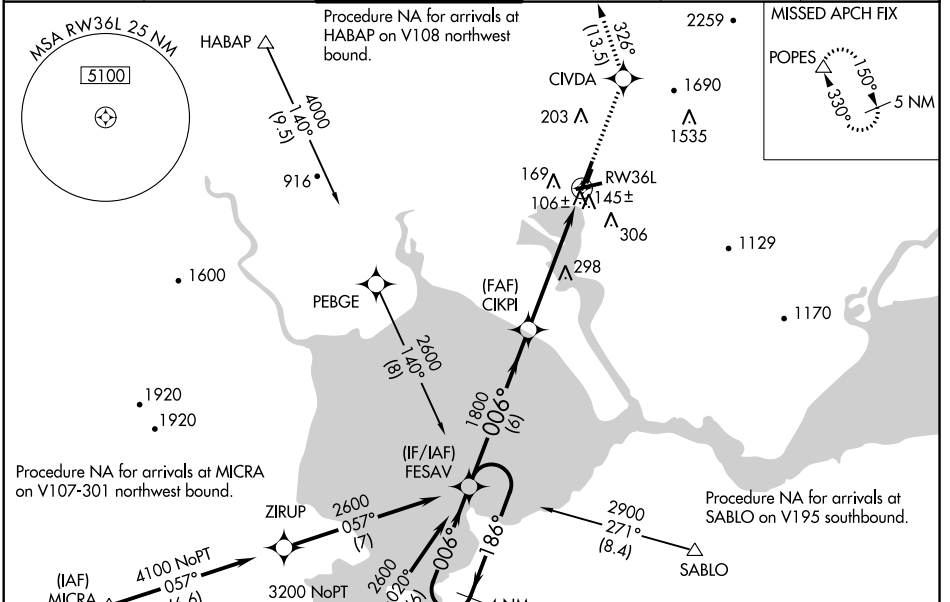 MSA RW36L 25 NM
5100
HABAP
Procedure NA for arrivals at
HABAP on V108 northwest
bound.
4000
140°
(9.5)
326°
(13.5)
2259
CIVDA
1690
203
1535
MISSED APCH FIX
POPES
150°
330°
5 NM
916
169
RW36L
106±
145±
306
1600
1129
298
PEBGE
(FAF)
CIKPI
1170
2600
140°
(8)
1920
1920
1800
006°
(6)
(IF/IAF)
FESAV
Procedure NA for arrivals at MICRA
on V107-301 northwest bound.
Procedure NA for arrivals at
SABLO on V195 southbound.
ZIRUP
2600
057°
(7)
2900
271°
(8.4)
SABLO
006°
186°
2600
020°
4100 NoPT
057°
(IAF)
MICRA
3200 NoPT
4 NM